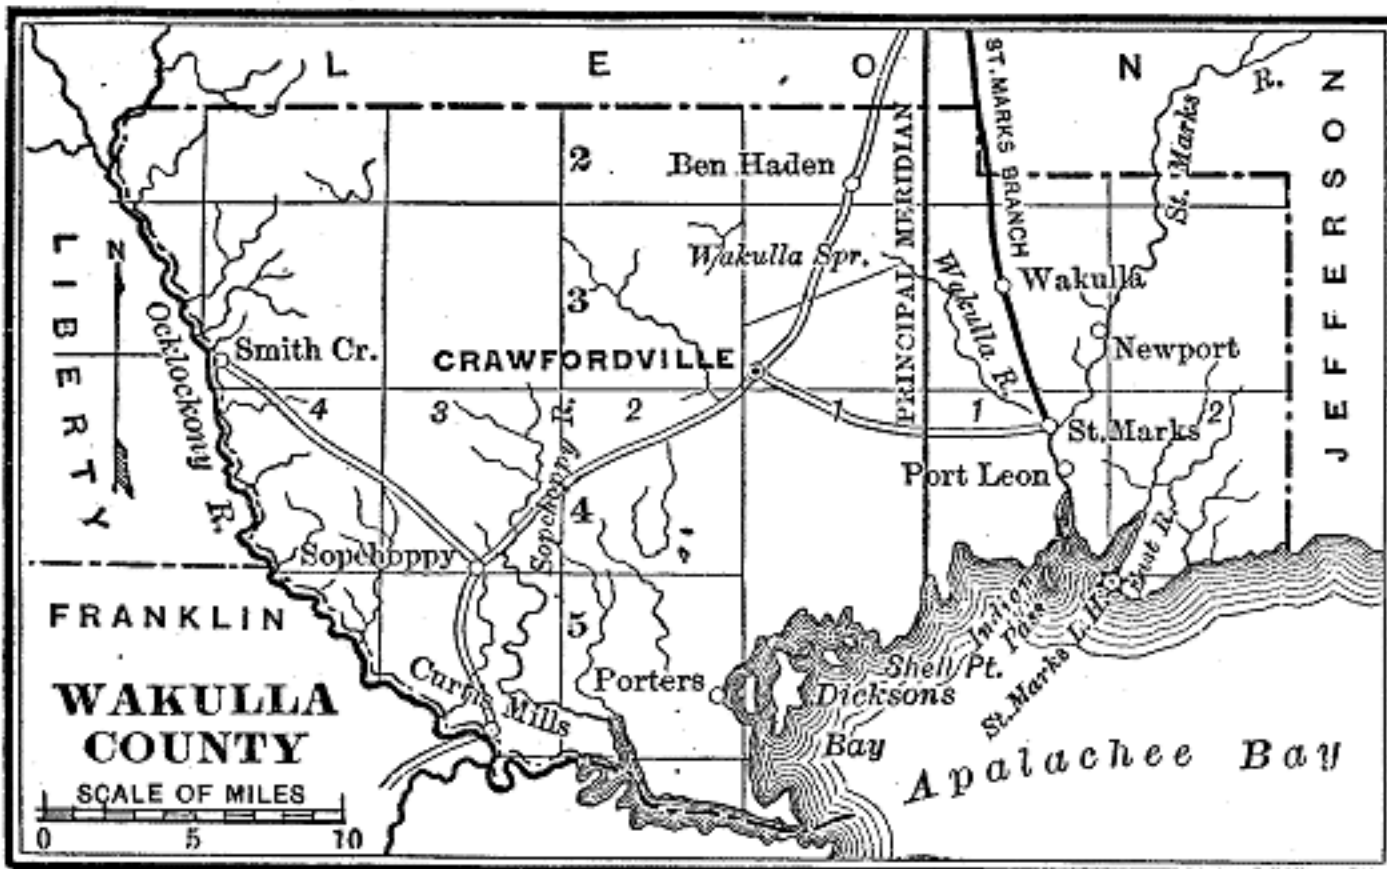 L E O N
JEFFERSON
LIBERTY
FRANKLIN
N
ST. MARKS BRANCH
PRINCIPAL MERIDIAN
St. Marks R.
Ben Haden
2
Wakulla Spr.
Wakulla R.
Wakulla
3
Newport
Ocklockony R.
Smith Cr.
CRAWFORDVILLE
4 3 2 1 1 2
Sopchoppy R.
St. Marks
Port Leon
4
Sopchoppy
East R.
Indian Pass
St. Marks L.H.
5
Shell Pt.
Porters
Dicksons
Bay
Curtis Mills
Apalachee Bay
WAKULLA
COUNTY
SCALE OF MILES
0 5 10